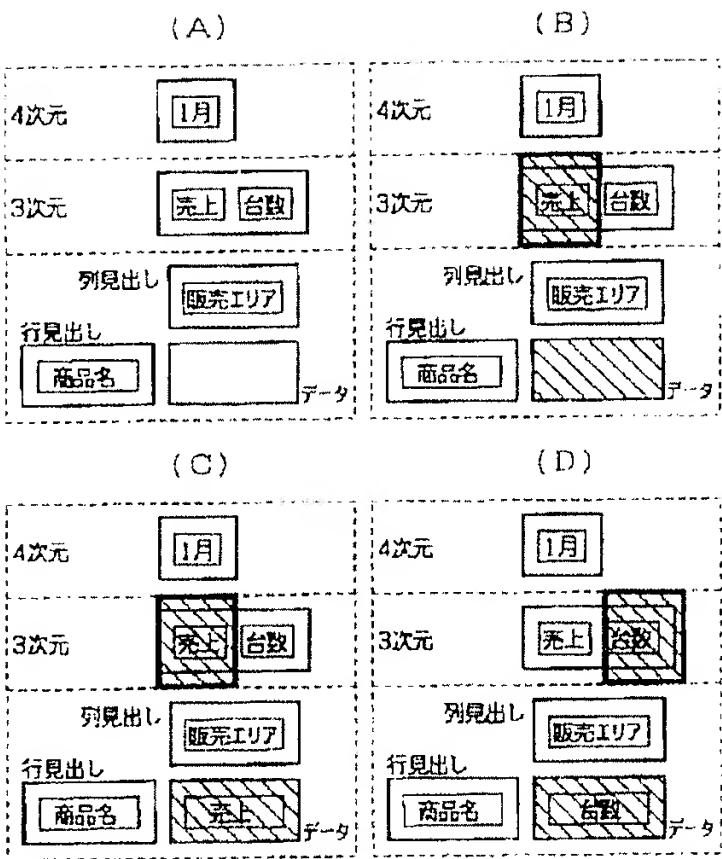 (A)
4次元 1月
3次元 売上 台数
列見出し
販売エリア
行見出し
商品名
データ
(B)
4次元 1月
3次元 売上 台数
列見出し
販売エリア
行見出し
商品名
データ
(C)
4次元 1月
3次元 売上 台数
列見出し
販売エリア
行見出し
商品名 売上
データ
(D)
4次元 1月
3次元 売上 台数
列見出し
販売エリア
行見出し
商品名 台数
データ